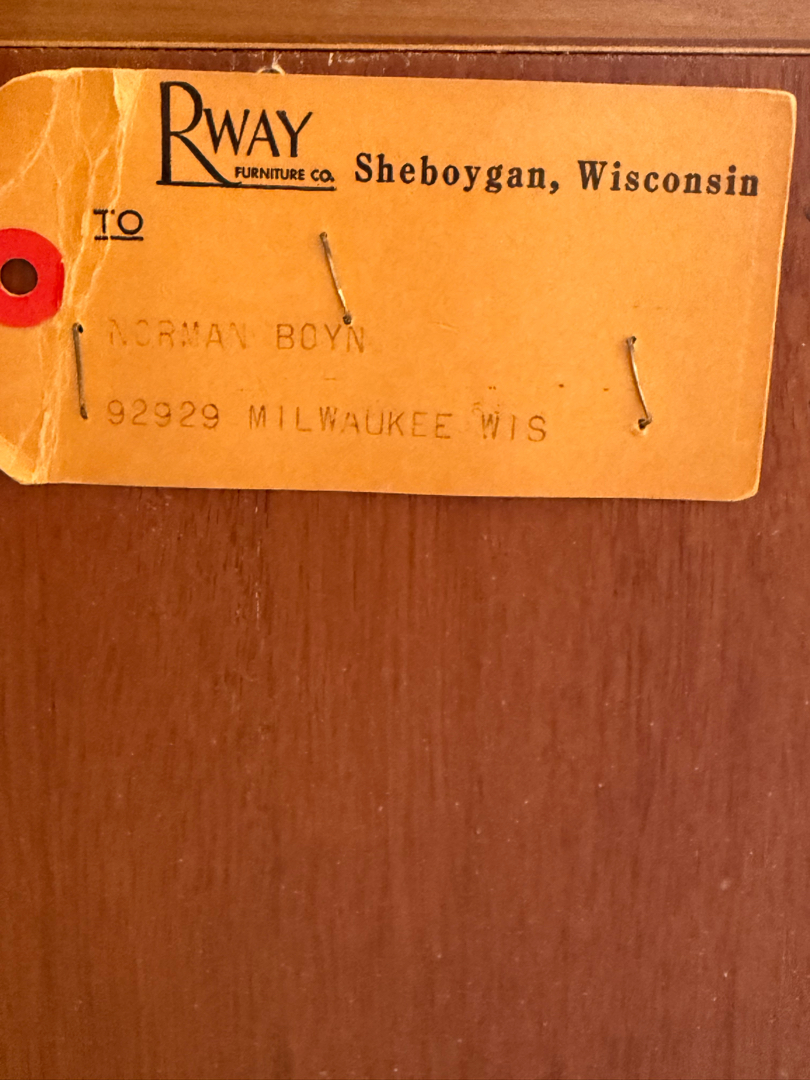 RWAY
FURNITURE CO. Sheboygan, Wisconsin
TO
NORMAN BOYN
92929 MILWAUKEE WIS